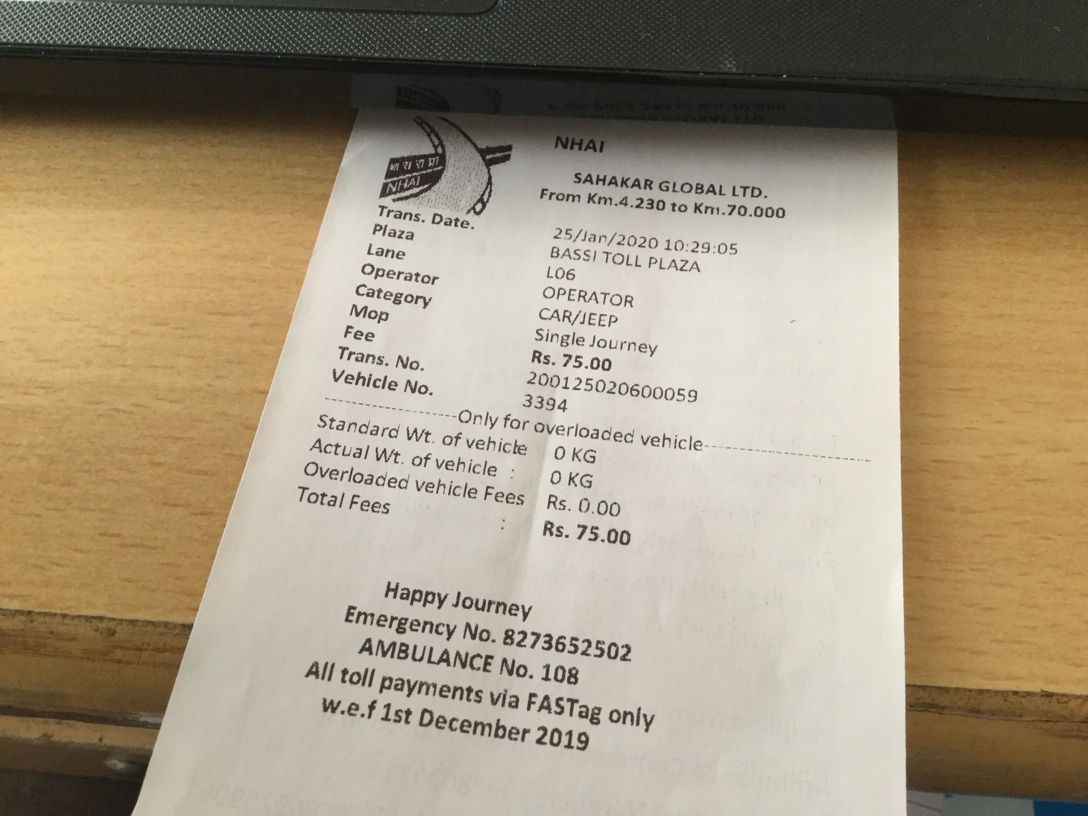 भा रा रा प्रा
NHAI
NHAI
SAHAKAR GLOBAL LTD.
From Km.4.230 to Km.70.000
Trans. Date. 25/Jan/2020 10:29:05
Plaza BASSI TOLL PLAZA
Lane L06
Operator OPERATOR
Category CAR/JEEP
Mop Single Journey
Fee Rs. 75.00
Trans. No. 200125020600059
Vehicle No. 3394
--------------------Only for overloaded vehicle--------------------
Standard Wt. of vehicle 0 KG
Actual Wt. of vehicle : 0 KG
Overloaded vehicle Fees Rs. 0.00
Total Fees : Rs. 75.00
Happy Journey
Emergency No. 8273652502
AMBULANCE No. 108
All toll payments via FASTag only
w.e.f 1st December 2019